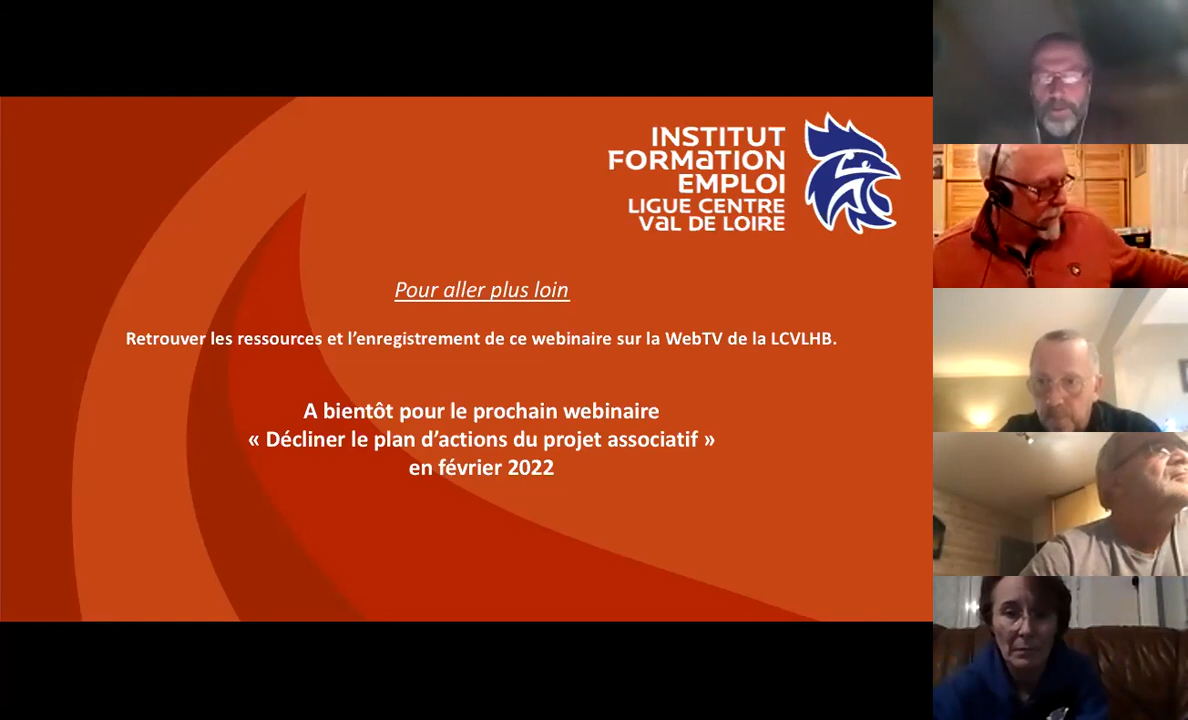 INSTITUT
FORMATION
EMPLOI
LIGUE CENTRE
VAL DE LOIRE
Pour aller plus loin
Retrouver les ressources et l’enregistrement de ce webinaire sur la WebTV de la LCVLHB.
A bientôt pour le prochain webinaire
« Décliner le plan d’actions du projet associatif »
en février 2022